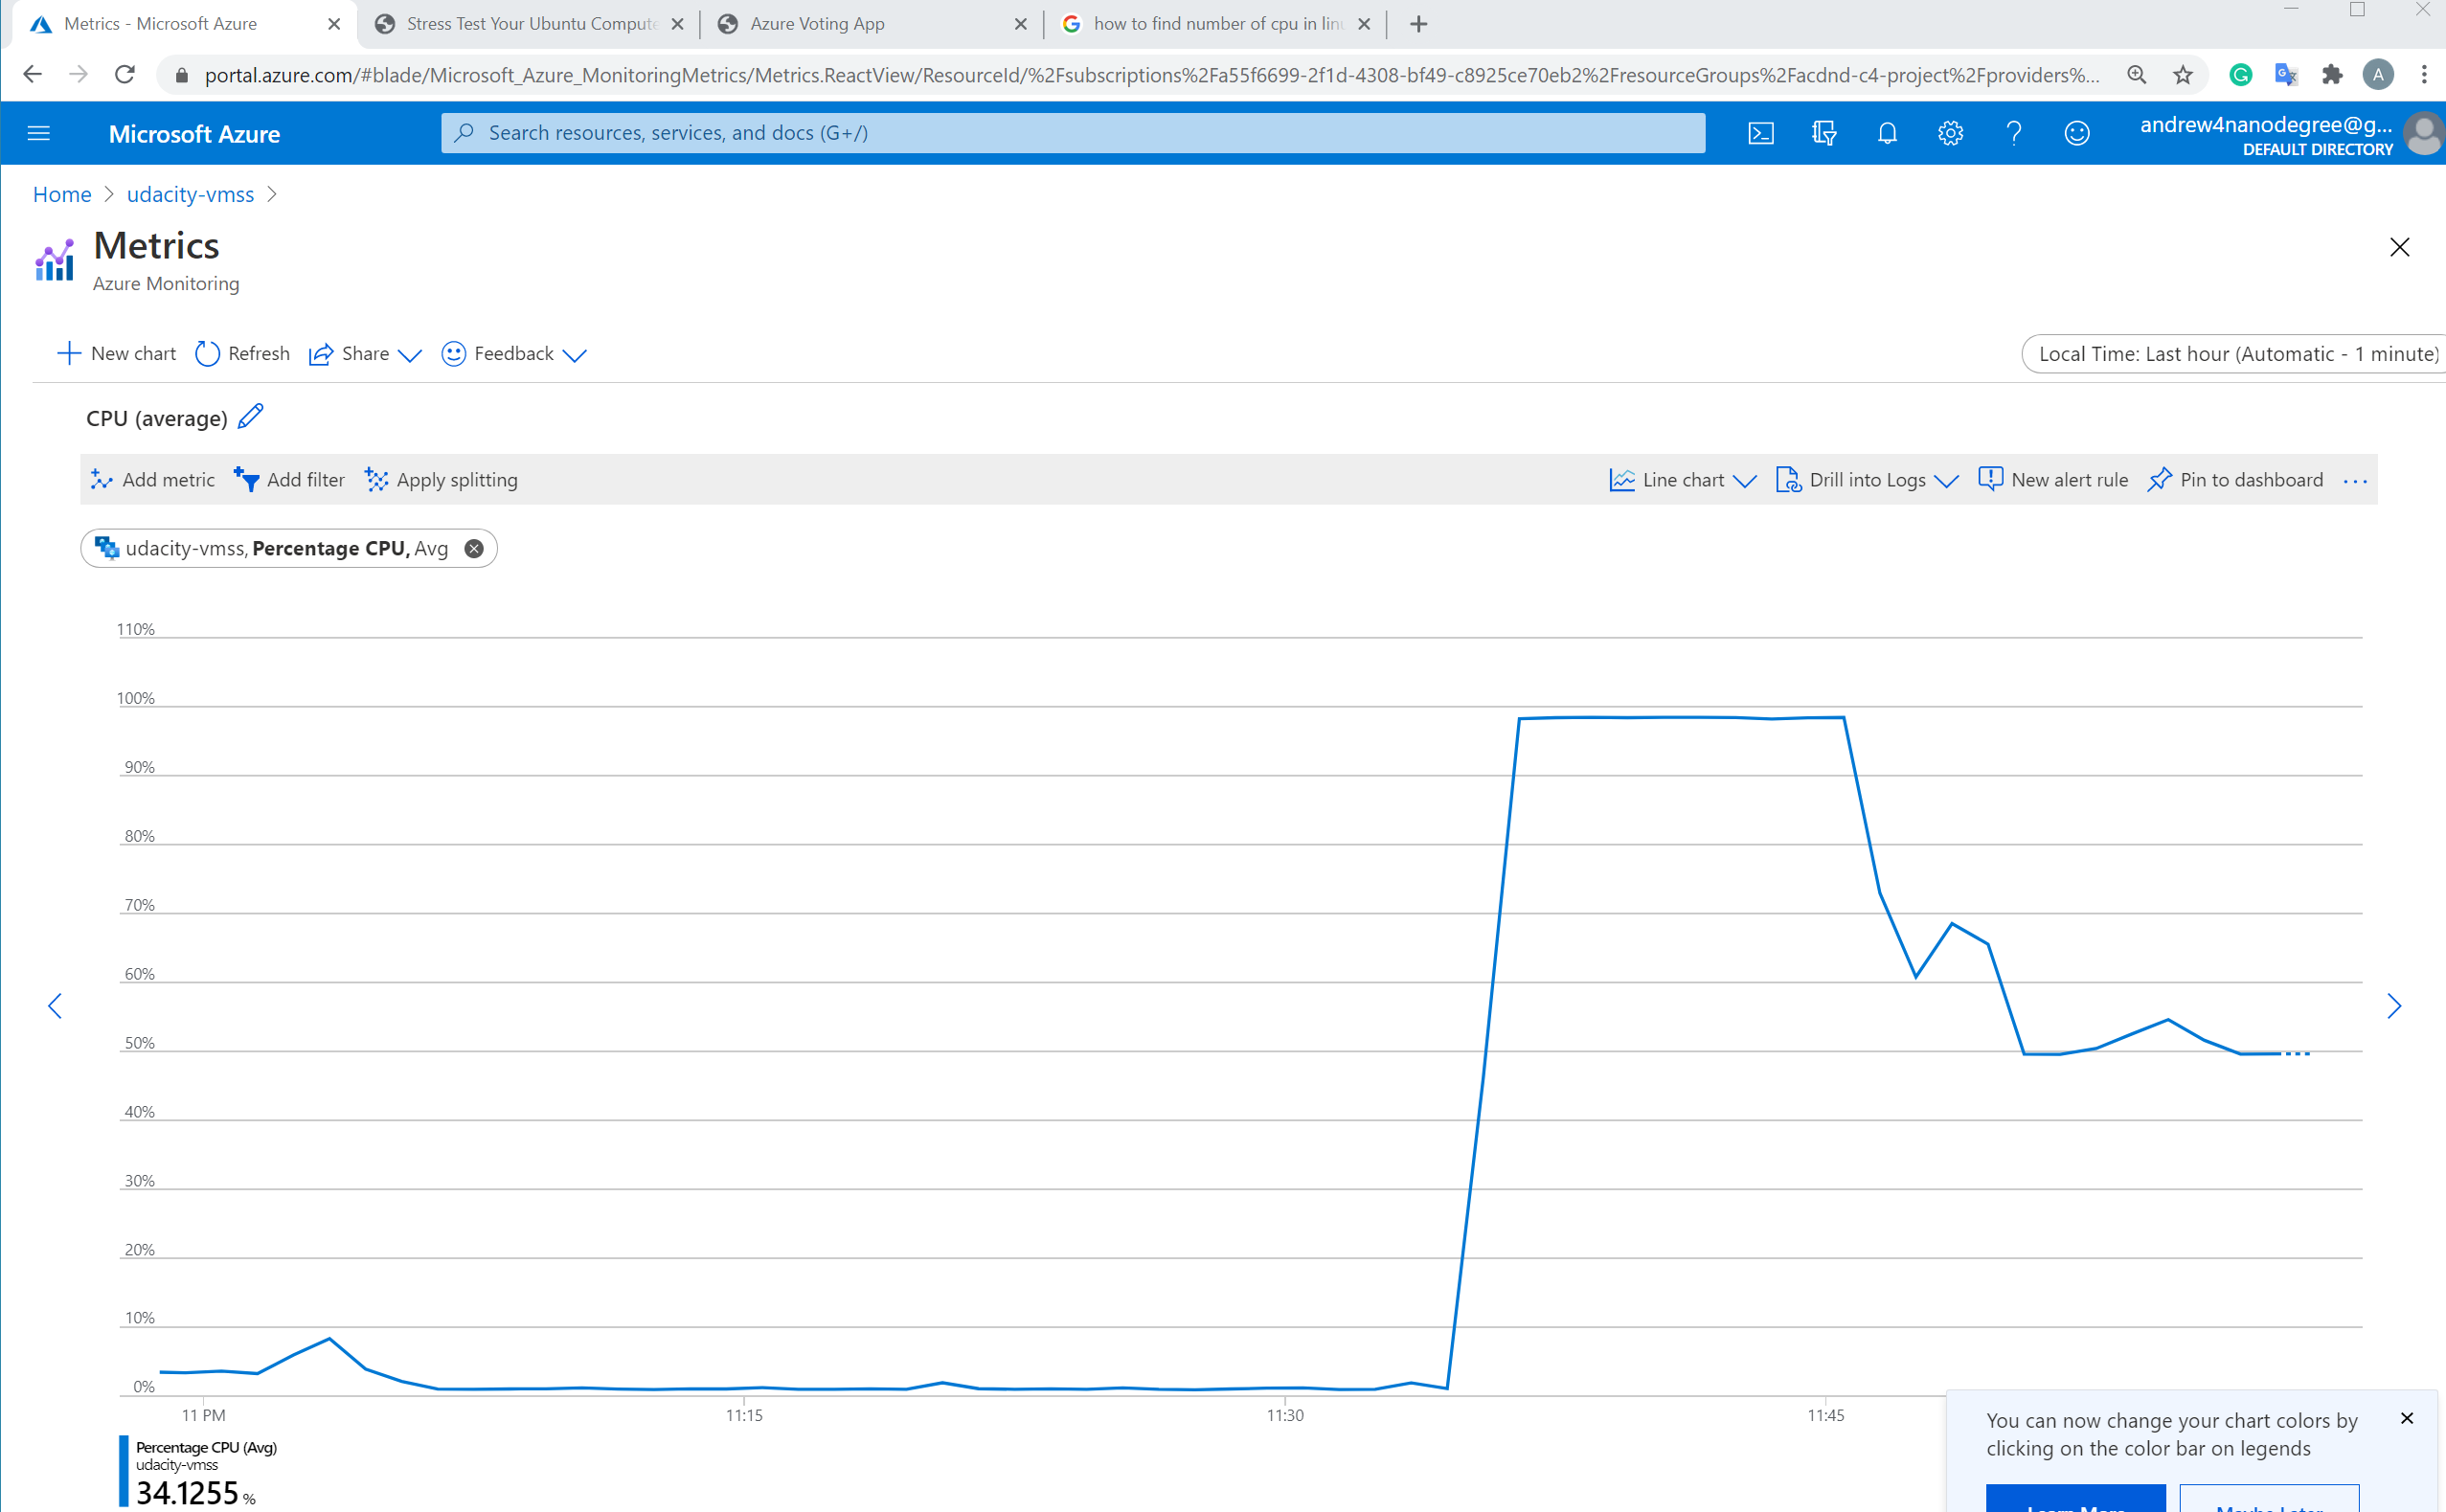 Metrics - Microsoft Azure
Stress Test Your Ubuntu Compute
Azure Voting App
how to find number of cpu in lin
portal.azure.com/#blade/Microsoft_Azure_MonitoringMetrics/Metrics.ReactView/ResourceId/%2Fsubscriptions%2Fa55f6699-2f1d-4308-bf49-c8925ce70eb2%2FresourceGroups%2Facdnd-c4-project%2Fproviders%...
A
Microsoft Azure
Search resources, services, and docs (G+/)
andrew4nanodegree@g...
DEFAULT DIRECTORY
Home > udacity-vmss >
Metrics
Azure Monitoring
New chart Refresh Share Feedback
Local Time: Last hour (Automatic - 1 minute)
CPU (average)
Add metric Add filter Apply splitting
Line chart Drill into Logs New alert rule Pin to dashboard ...
udacity-vmss, Percentage CPU, Avg
110%
100%
90%
80%
70%
60%
50%
40%
30%
20%
10%
0%
11 PM 11:15 11:30 11:45
Percentage CPU (Avg)
udacity-vmss
34.1255 %
You can now change your chart colors by
clicking on the color bar on legends
Learn More Maybe Later